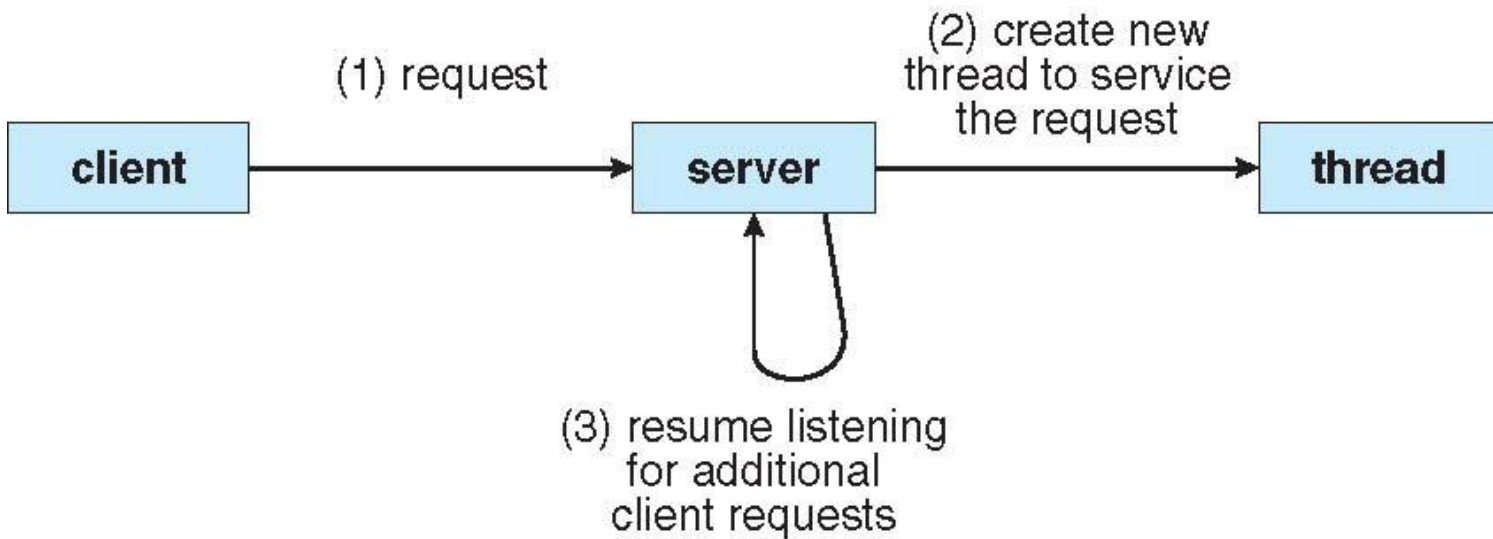 (1) request
(2) create new
thread to service
the request
client
server
thread
(3) resume listening
for additional
client requests